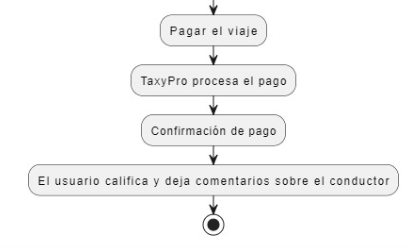 Pagar el viaje
TaxyPro procesa el pago
Confirmación de pago
El usuario califica y deja comentarios sobre el conductor